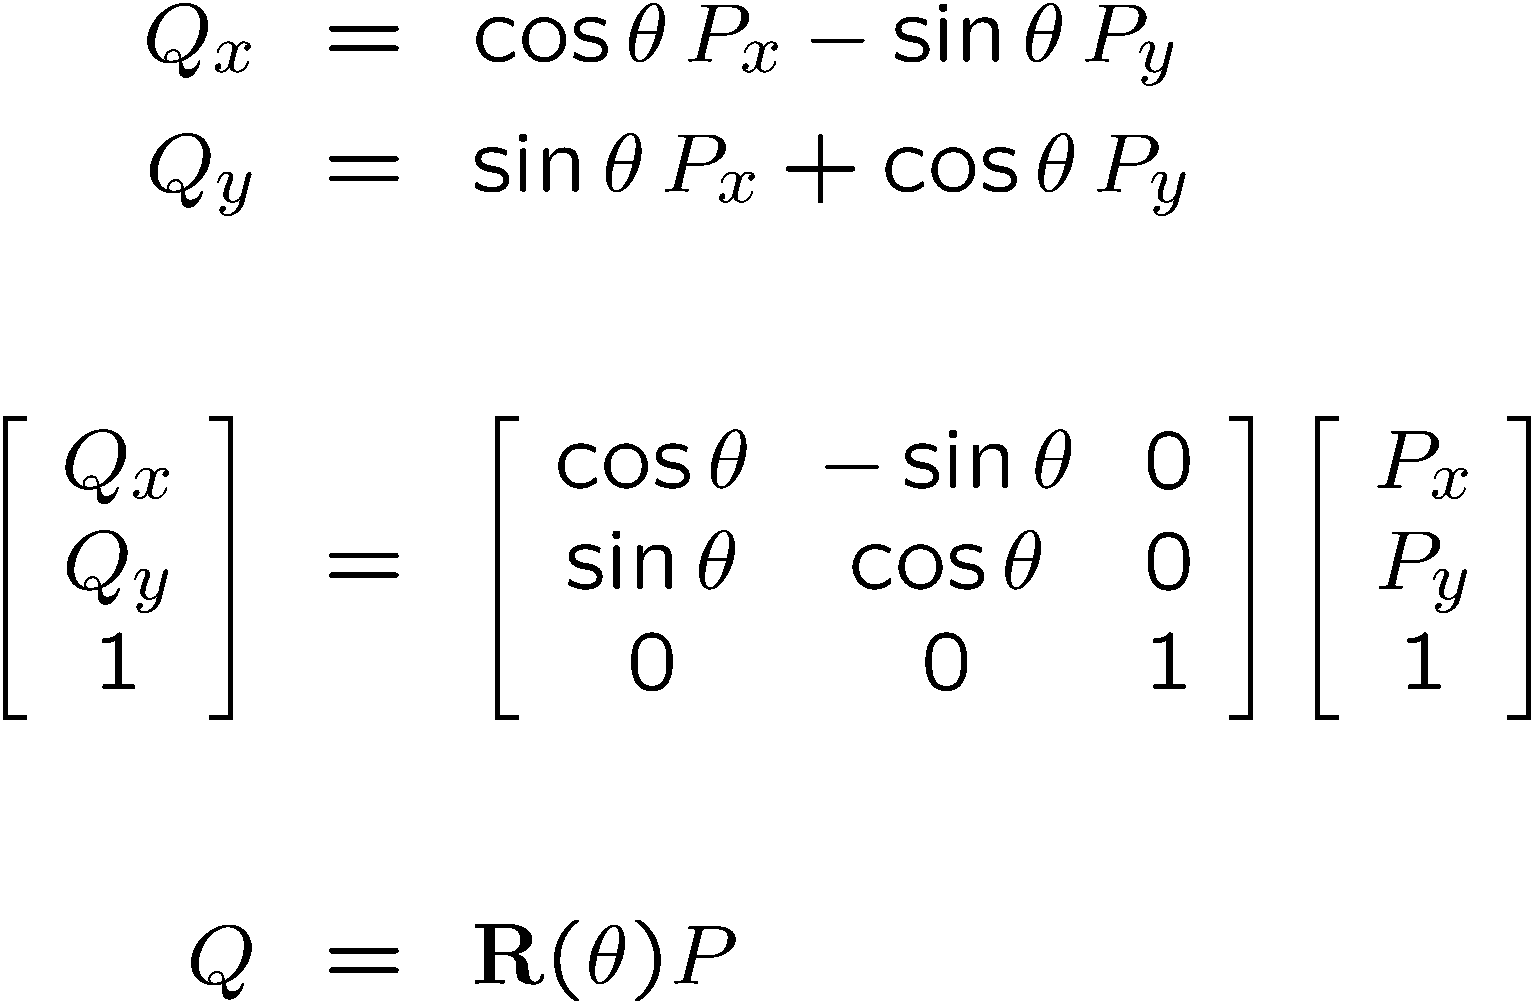 Qx = cos θ Px − sin θ Py
Qy = sin θ Px + cos θ Py
[ Qx ] [ cos θ − sin θ 0 ] [ Px ]
[ Qy ] = [ sin θ cos θ 0 ] [ Py ]
[ 1 ] [ 0 0 1 ] [ 1 ]
Q = R(θ)P